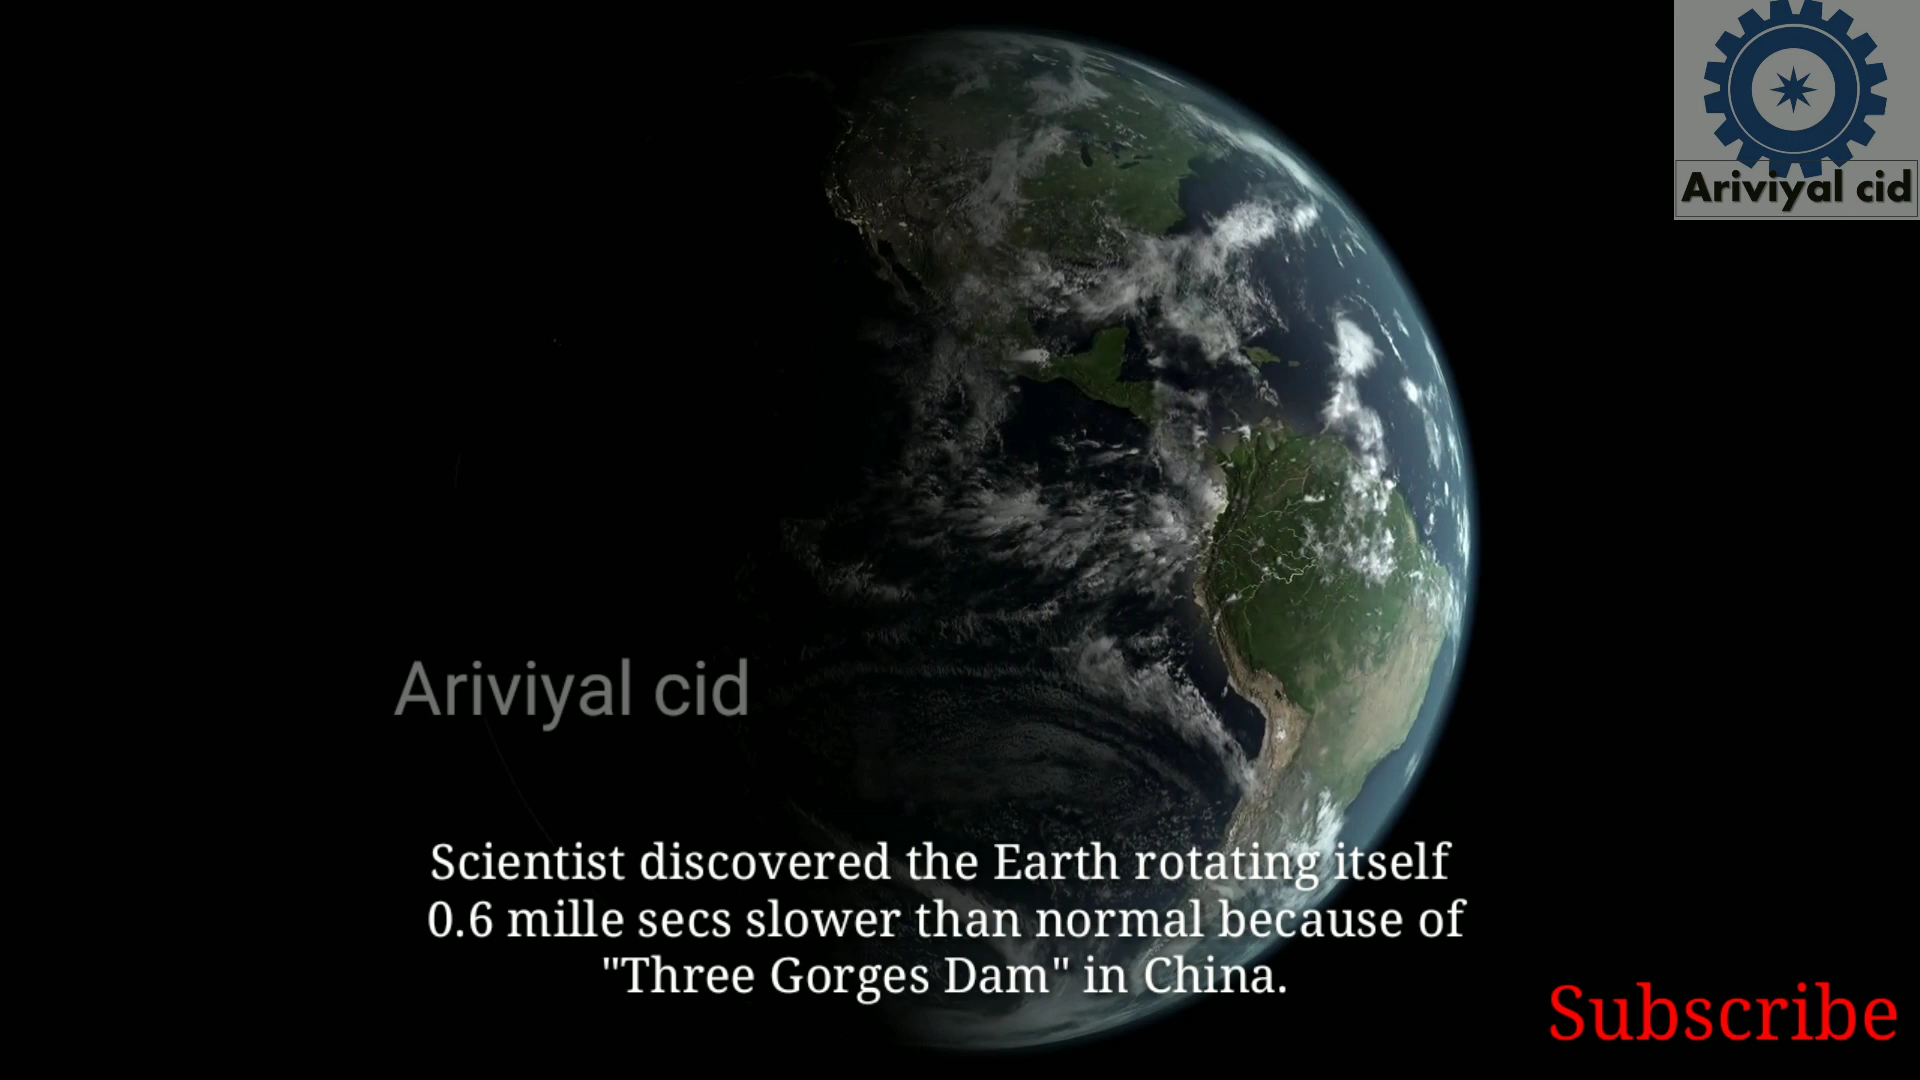 Ariviyal cid
Ariviyal cid
Scientist discovered the Earth rotating itself
0.6 mille secs slower than normal because of
"Three Gorges Dam" in China.
Subscribe